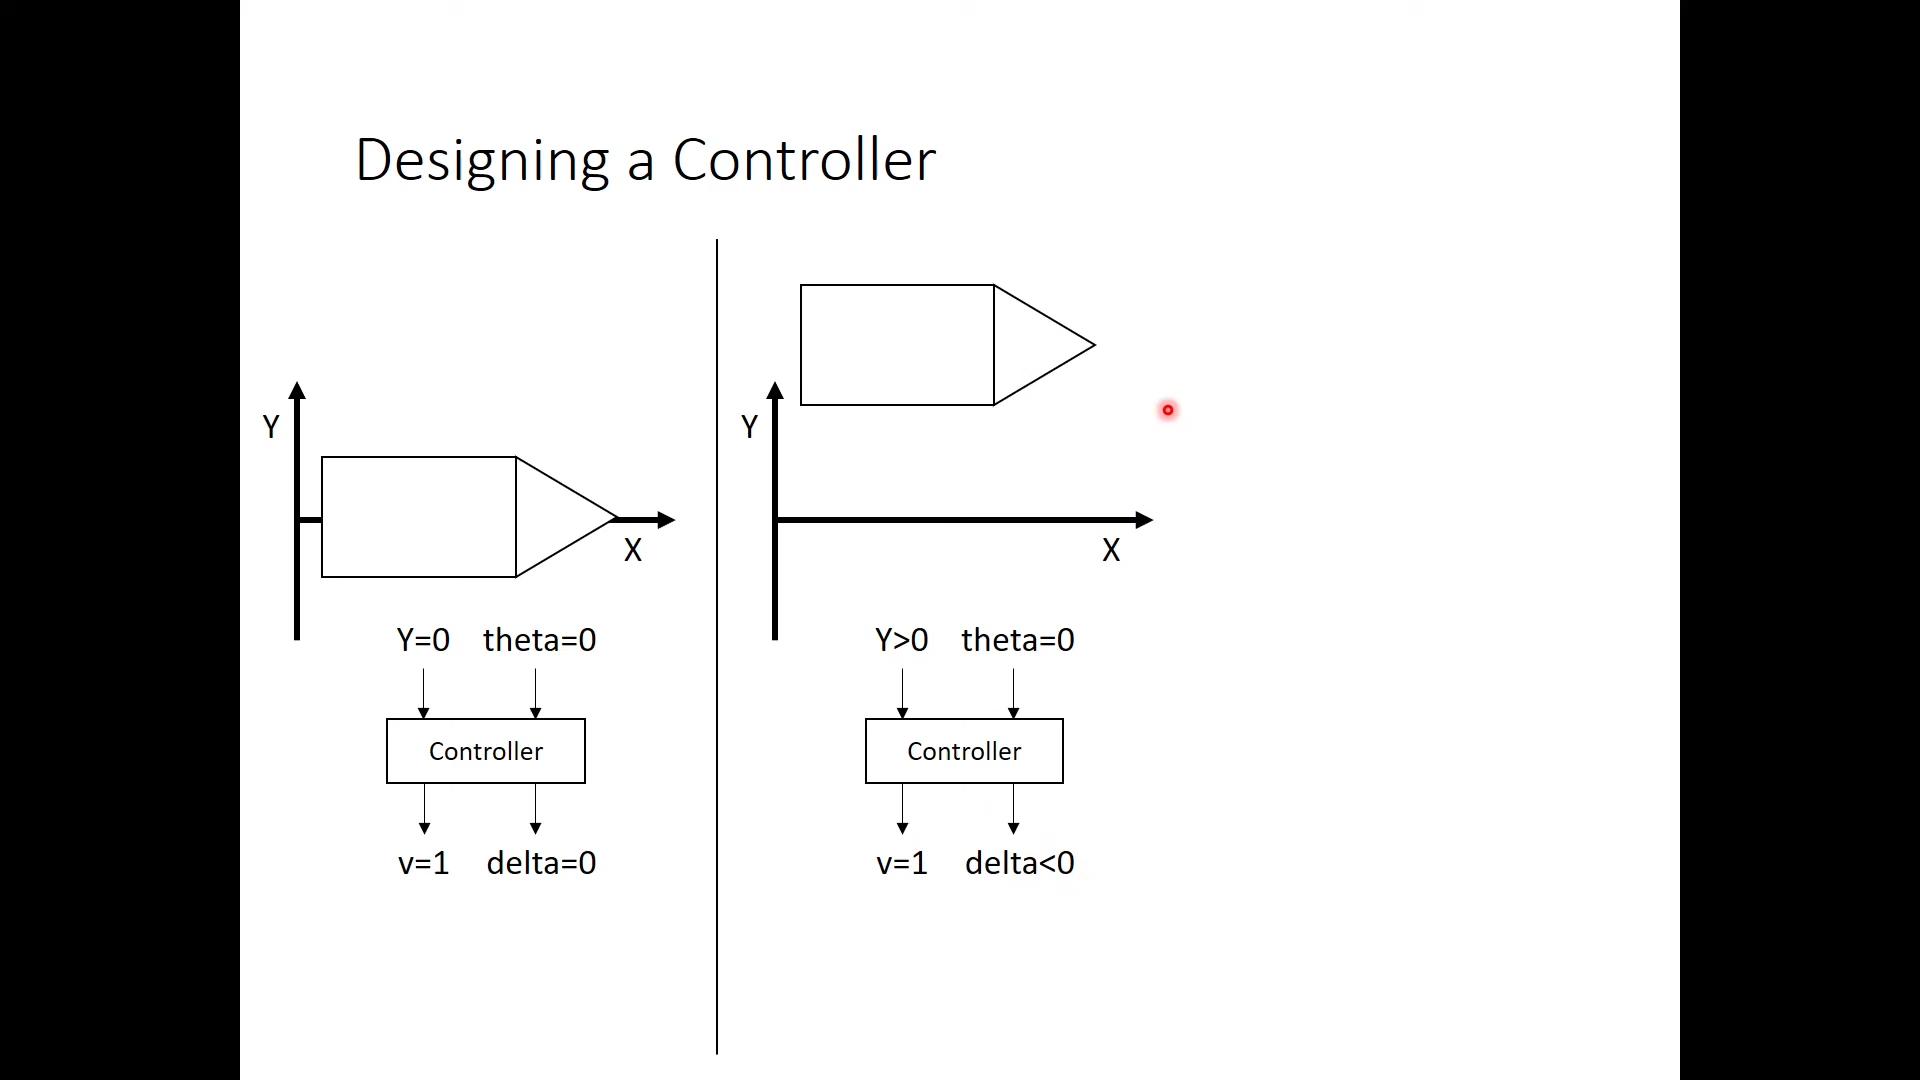 Designing a Controller
Y
X
Y=0 theta=0
Controller
v=1 delta=0
Y
X
Y>0 theta=0
Controller
v=1 delta<0